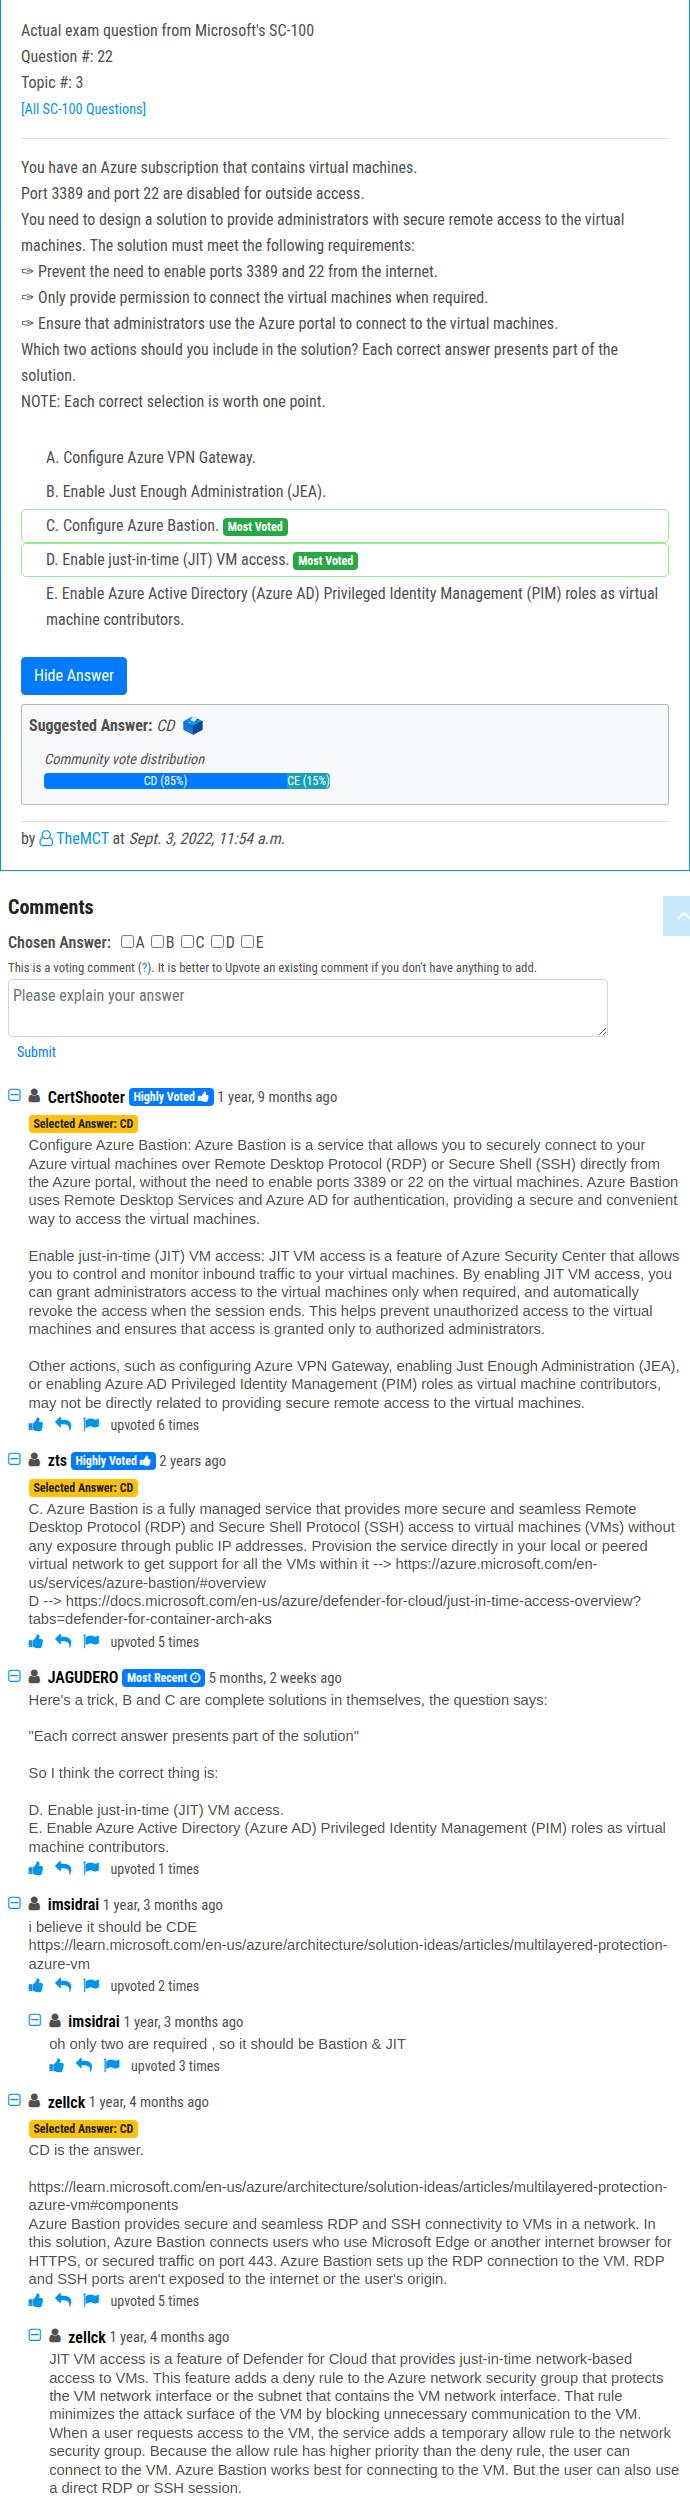 Actual exam question from Microsoft's SC-100
Question #: 22
Topic #: 3
[All SC-100 Questions]
You have an Azure subscription that contains virtual machines.
Port 3389 and port 22 are disabled for outside access.
You need to design a solution to provide administrators with secure remote access to the virtual
machines. The solution must meet the following requirements:
✑ Prevent the need to enable ports 3389 and 22 from the internet.
✑ Only provide permission to connect the virtual machines when required.
✑ Ensure that administrators use the Azure portal to connect to the virtual machines.
Which two actions should you include in the solution? Each correct answer presents part of the
solution.
NOTE: Each correct selection is worth one point.
A. Configure Azure VPN Gateway.
B. Enable Just Enough Administration (JEA).
C. Configure Azure Bastion. Most Voted
D. Enable just-in-time (JIT) VM access. Most Voted
E. Enable Azure Active Directory (Azure AD) Privileged Identity Management (PIM) roles as virtual
machine contributors.
Hide Answer
Suggested Answer: CD
Community vote distribution
CD (85%) CE (15%)
by TheMCT at Sept. 3, 2022, 11:54 a.m.
Comments
Chosen Answer: A B C D E
This is a voting comment (?). It is better to Upvote an existing comment if you don't have anything to add.
Please explain your answer
Submit
CertShooter Highly Voted 1 year, 9 months ago
Selected Answer: CD
Configure Azure Bastion: Azure Bastion is a service that allows you to securely connect to your
Azure virtual machines over Remote Desktop Protocol (RDP) or Secure Shell (SSH) directly from
the Azure portal, without the need to enable ports 3389 or 22 on the virtual machines. Azure Bastion
uses Remote Desktop Services and Azure AD for authentication, providing a secure and convenient
way to access the virtual machines.
Enable just-in-time (JIT) VM access: JIT VM access is a feature of Azure Security Center that allows
you to control and monitor inbound traffic to your virtual machines. By enabling JIT VM access, you
can grant administrators access to the virtual machines only when required, and automatically
revoke the access when the session ends. This helps prevent unauthorized access to the virtual
machines and ensures that access is granted only to authorized administrators.
Other actions, such as configuring Azure VPN Gateway, enabling Just Enough Administration (JEA),
or enabling Azure AD Privileged Identity Management (PIM) roles as virtual machine contributors,
may not be directly related to providing secure remote access to the virtual machines.
upvoted 6 times
zts Highly Voted 2 years ago
Selected Answer: CD
C. Azure Bastion is a fully managed service that provides more secure and seamless Remote
Desktop Protocol (RDP) and Secure Shell Protocol (SSH) access to virtual machines (VMs) without
any exposure through public IP addresses. Provision the service directly in your local or peered
virtual network to get support for all the VMs within it --> https://azure.microsoft.com/en-
us/services/azure-bastion/#overview
D --> https://docs.microsoft.com/en-us/azure/defender-for-cloud/just-in-time-access-overview?
tabs=defender-for-container-arch-aks
upvoted 5 times
JAGUDERO Most Recent 5 months, 2 weeks ago
Here's a trick, B and C are complete solutions in themselves, the question says:
"Each correct answer presents part of the solution"
So I think the correct thing is:
D. Enable just-in-time (JIT) VM access.
E. Enable Azure Active Directory (Azure AD) Privileged Identity Management (PIM) roles as virtual
machine contributors.
upvoted 1 times
imsidrai 1 year, 3 months ago
i believe it should be CDE
https://learn.microsoft.com/en-us/azure/architecture/solution-ideas/articles/multilayered-protection-
azure-vm
upvoted 2 times
imsidrai 1 year, 3 months ago
oh only two are required , so it should be Bastion & JIT
upvoted 3 times
zellck 1 year, 4 months ago
Selected Answer: CD
CD is the answer.
https://learn.microsoft.com/en-us/azure/architecture/solution-ideas/articles/multilayered-protection-
azure-vm#components
Azure Bastion provides secure and seamless RDP and SSH connectivity to VMs in a network. In
this solution, Azure Bastion connects users who use Microsoft Edge or another internet browser for
HTTPS, or secured traffic on port 443. Azure Bastion sets up the RDP connection to the VM. RDP
and SSH ports aren't exposed to the internet or the user's origin.
upvoted 5 times
zellck 1 year, 4 months ago
JIT VM access is a feature of Defender for Cloud that provides just-in-time network-based
access to VMs. This feature adds a deny rule to the Azure network security group that protects
the VM network interface or the subnet that contains the VM network interface. That rule
minimizes the attack surface of the VM by blocking unnecessary communication to the VM.
When a user requests access to the VM, the service adds a temporary allow rule to the network
security group. Because the allow rule has higher priority than the deny rule, the user can
connect to the VM. Azure Bastion works best for connecting to the VM. But the user can also use
a direct RDP or SSH session.